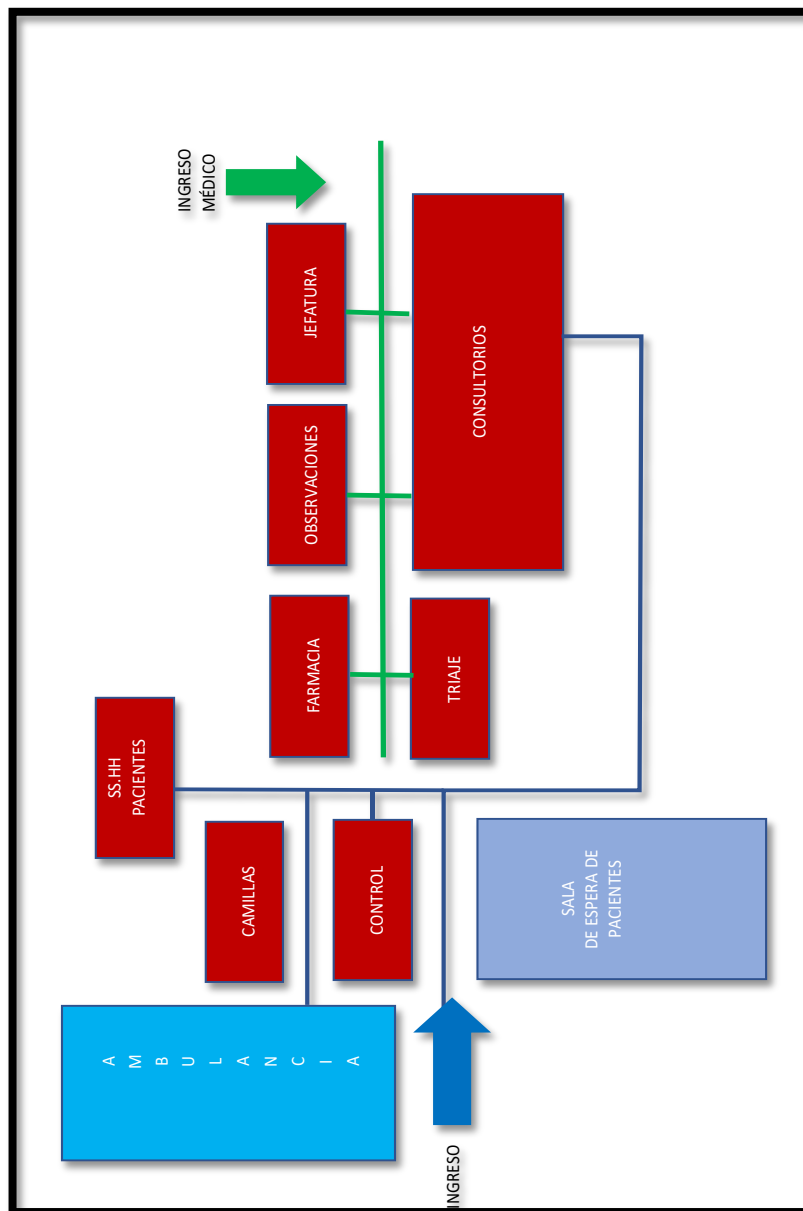 SS.HH
PACIENTES
INGRESO
MÉDICO
A
M
B
U
L
A
N
C
I
A
CAMILLAS
FARMACIA
OBSERVACIONES
JEFATURA
CONTROL
TRIAJE
CONSULTORIOS
INGRESO
SALA
DE ESPERA DE
PACIENTES